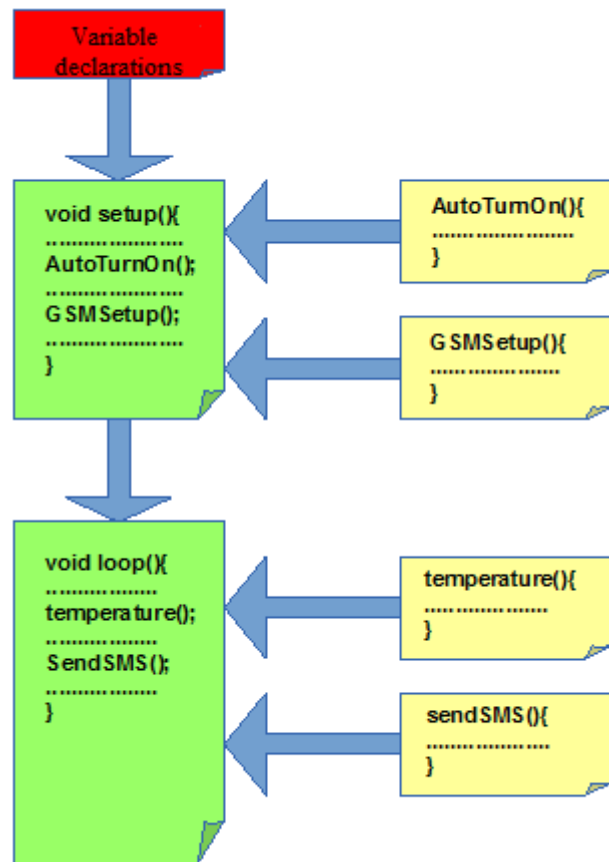 Variable
declarations
void setup(){
......................
AutoTurnOn();
......................
GSMSetup();
......................
}
AutoTurnOn(){
.......................
}
GSMSetup(){
.....................
}
void loop(){
..................
temperature();
..................
SendSMS();
..................
}
temperature(){
....................
}
sendSMS(){
....................
}